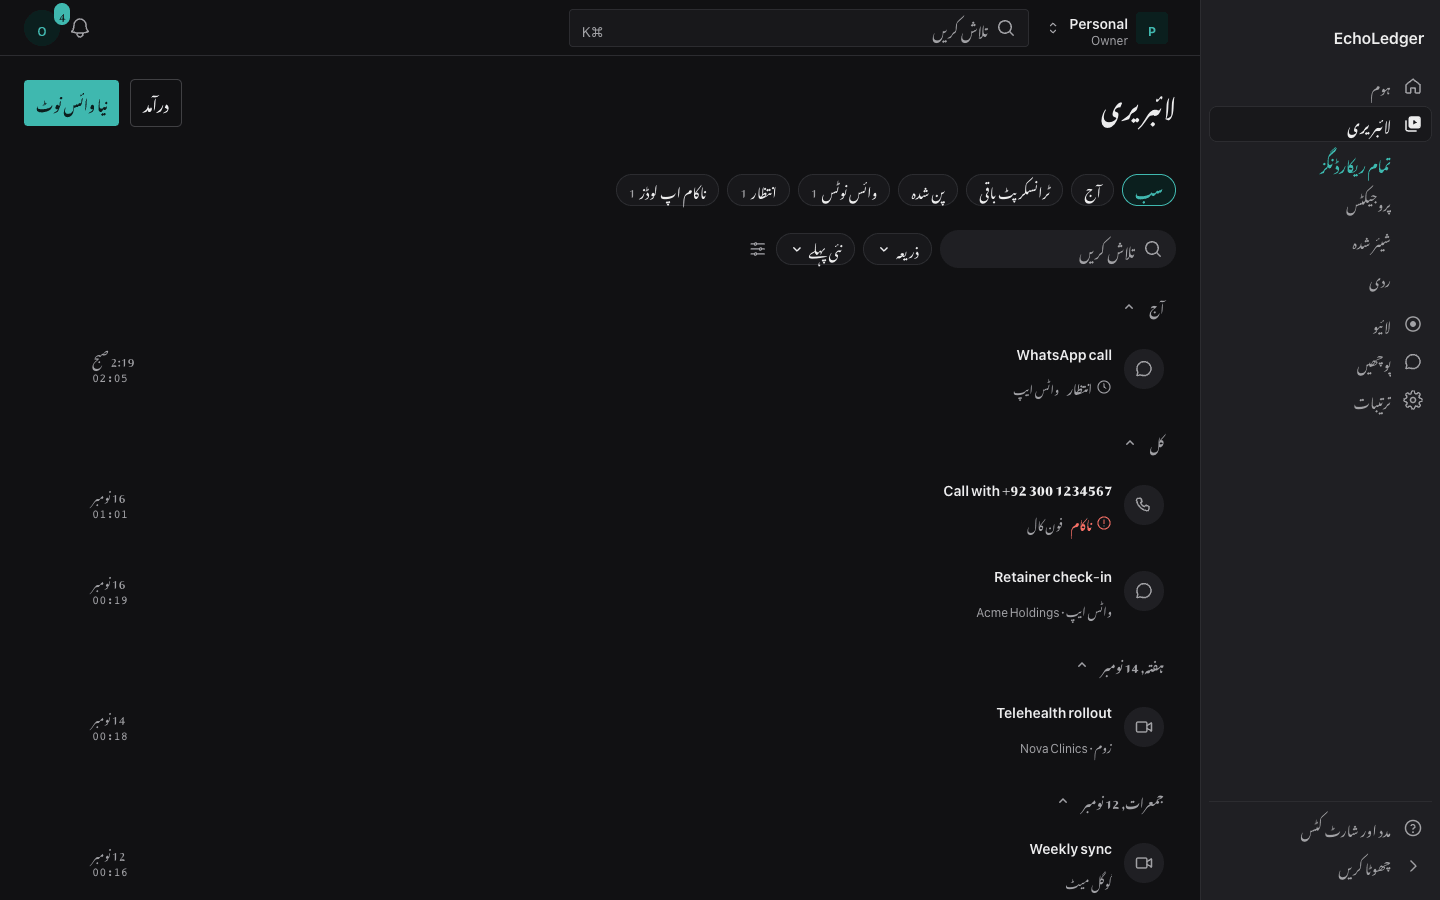 EchoLedger
ہوم
لائبریری
تمام ریکارڈنگز
پروجیکٹس
شیئر شدہ
ردی
لائیو
پوچھیں
ترتیبات
مدد اور شارٹ کٹس
چھوٹا کریں
P
Personal
Owner
تلاش کریں
K⌘
4
O
لائبریری
درآمد
نیا وائس نوٹ
سب
آج
ٹرانسکرپٹ باقی
پن شدہ
وائس نوٹس 1
انتظار 1
ناکام اپ لوڈز 1
تلاش کریں
ذریعہ
نئی پہلے
آج
WhatsApp call
انتظار واٹس ایپ
2:19 صبح
02:05
کل
Call with +92 300 1234567
ناکام فون کال
16 نومبر
01:01
Retainer check-in
واٹس ایپ · Acme Holdings
16 نومبر
00:19
ہفتہ, 14 نومبر
Telehealth rollout
زوم · Nova Clinics
14 نومبر
00:18
جمعرات, 12 نومبر
Weekly sync
گوگل میٹ
12 نومبر
00:16